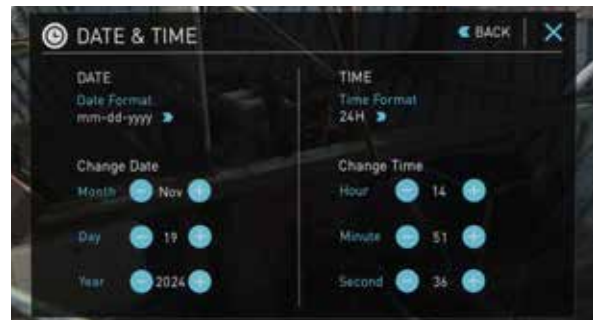 DATE & TIME
BACK
DATE
Date Format
mm-dd-yyyy
Change Date
Month Nov
Day 19
Year 2024
TIME
Time Format
24H
Change Time
Hour 14
Minute 51
Second 36